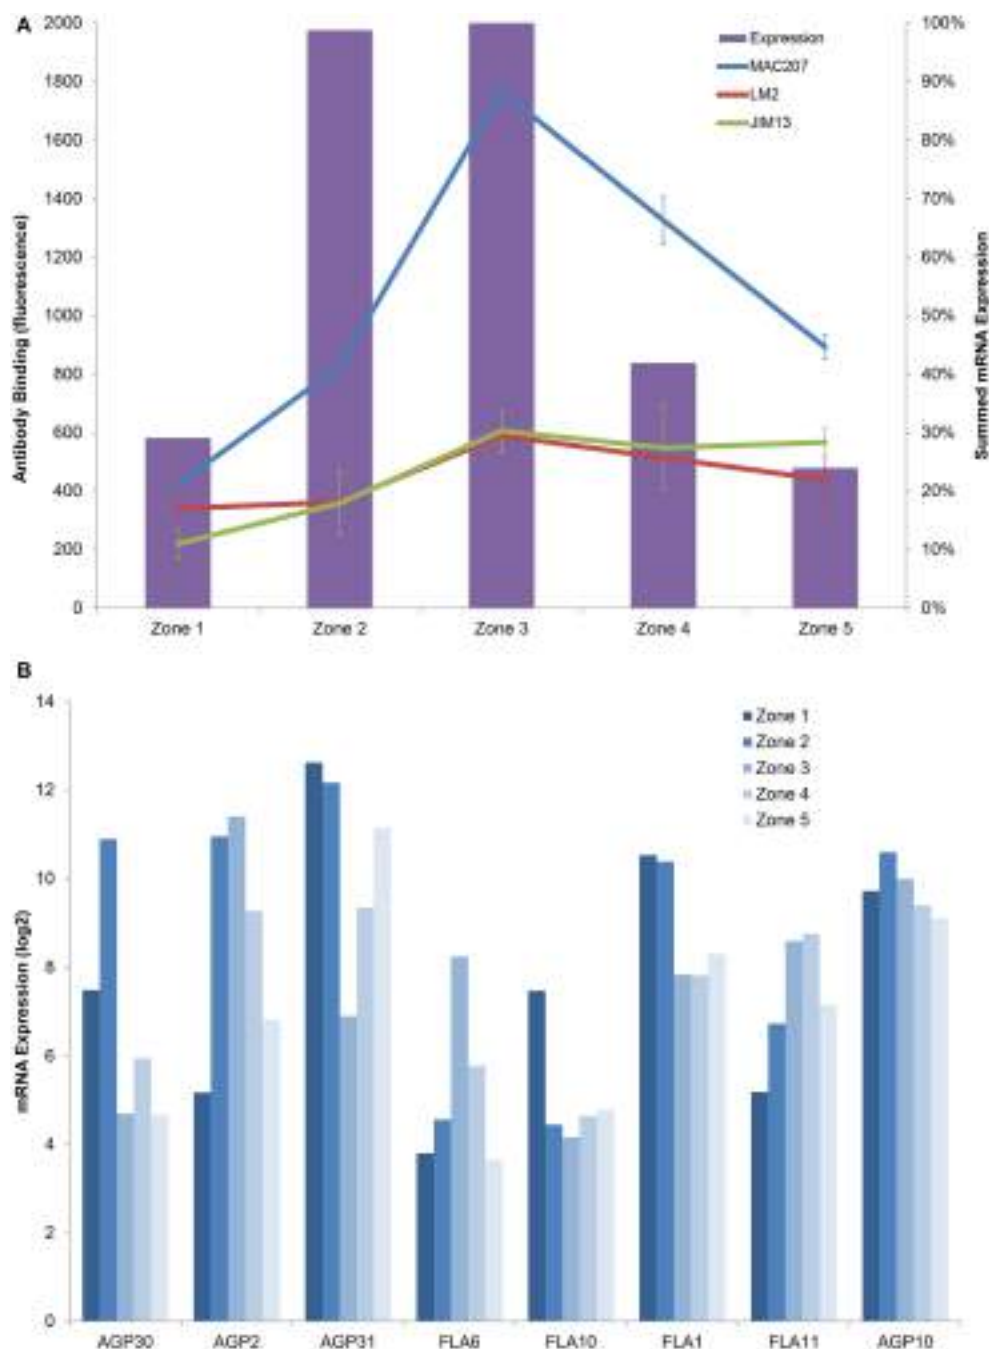 A
2000
1800
1600
1400
1200
1000
800
600
400
200
0
Antibody Binding (fluorescence)
100%
90%
80%
70%
60%
50%
40%
30%
20%
10%
0%
Summed mRNA Expression
Expression
MAC207
LM2
JIM13
Zone 1 Zone 2 Zone 3 Zone 4 Zone 5
B
14
12
10
8
6
4
2
0
mRNA Expression (log2)
Zone 1
Zone 2
Zone 3
Zone 4
Zone 5
AGP30 AGP2 AGP31 FLA6 FLA10 FLA1 FLA11 AGP10